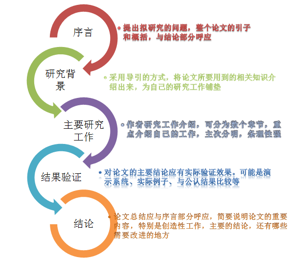 序言
• 提出拟研究的问题，整个论文的引子
和概括，与结论部分呼应
研究背
景
• 采用导引的方式，将论文所要用到的相关知识介
绍出来，为自己的研究工作铺垫
主要研究
工作
• 作者研究工作介绍，可分为数个章节，重
点介绍自己的工作，主次分明，条理性强
结果验证
• 对论文的主要结论应有实际验证效果，可能是演
示系统，实际例子，与公认结果比较等
结论
• 论文总结应与序言部分呼应，简要说明论文的重要
内容，特别是创造性工作，主要的结论，还有哪些
需要改进的地方